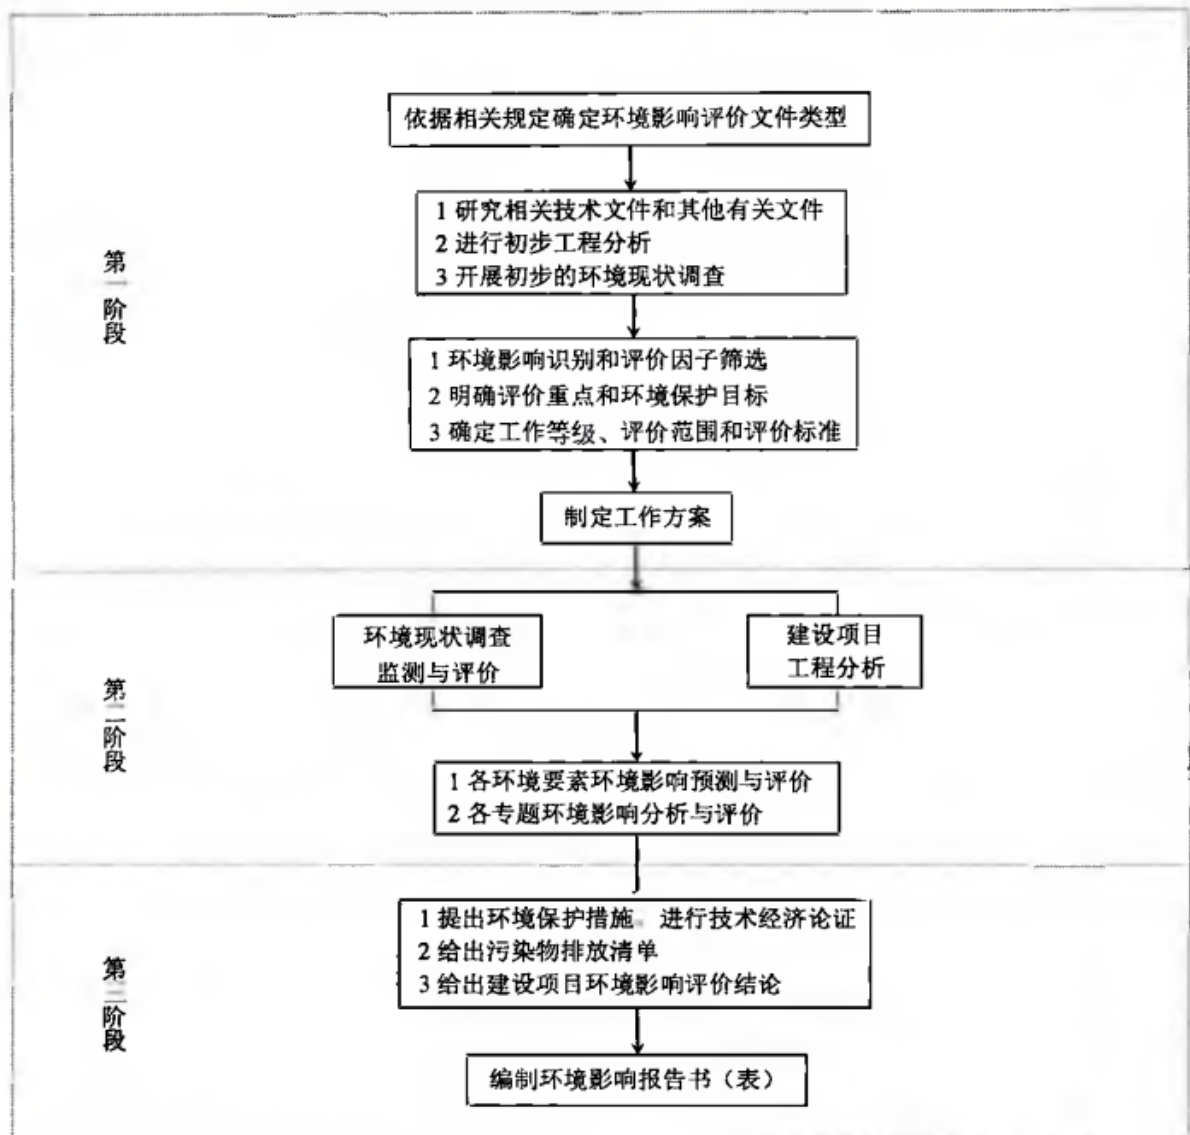 依据相关规定确定环境影响评价文件类型
1 研究相关技术文件和其他有关文件
2 进行初步工程分析
3 开展初步的环境现状调查
第一阶段
1 环境影响识别和评价因子筛选
2 明确评价重点和环境保护目标
3 确定工作等级、评价范围和评价标准
制定工作方案
环境现状调查
监测与评价
建设项目
工程分析
第二阶段
1 各环境要素环境影响预测与评价
2 各专题环境影响分析与评价
1 提出环境保护措施、进行技术经济论证
2 给出污染物排放清单
3 给出建设项目环境影响评价结论
第三阶段
编制环境影响报告书（表）